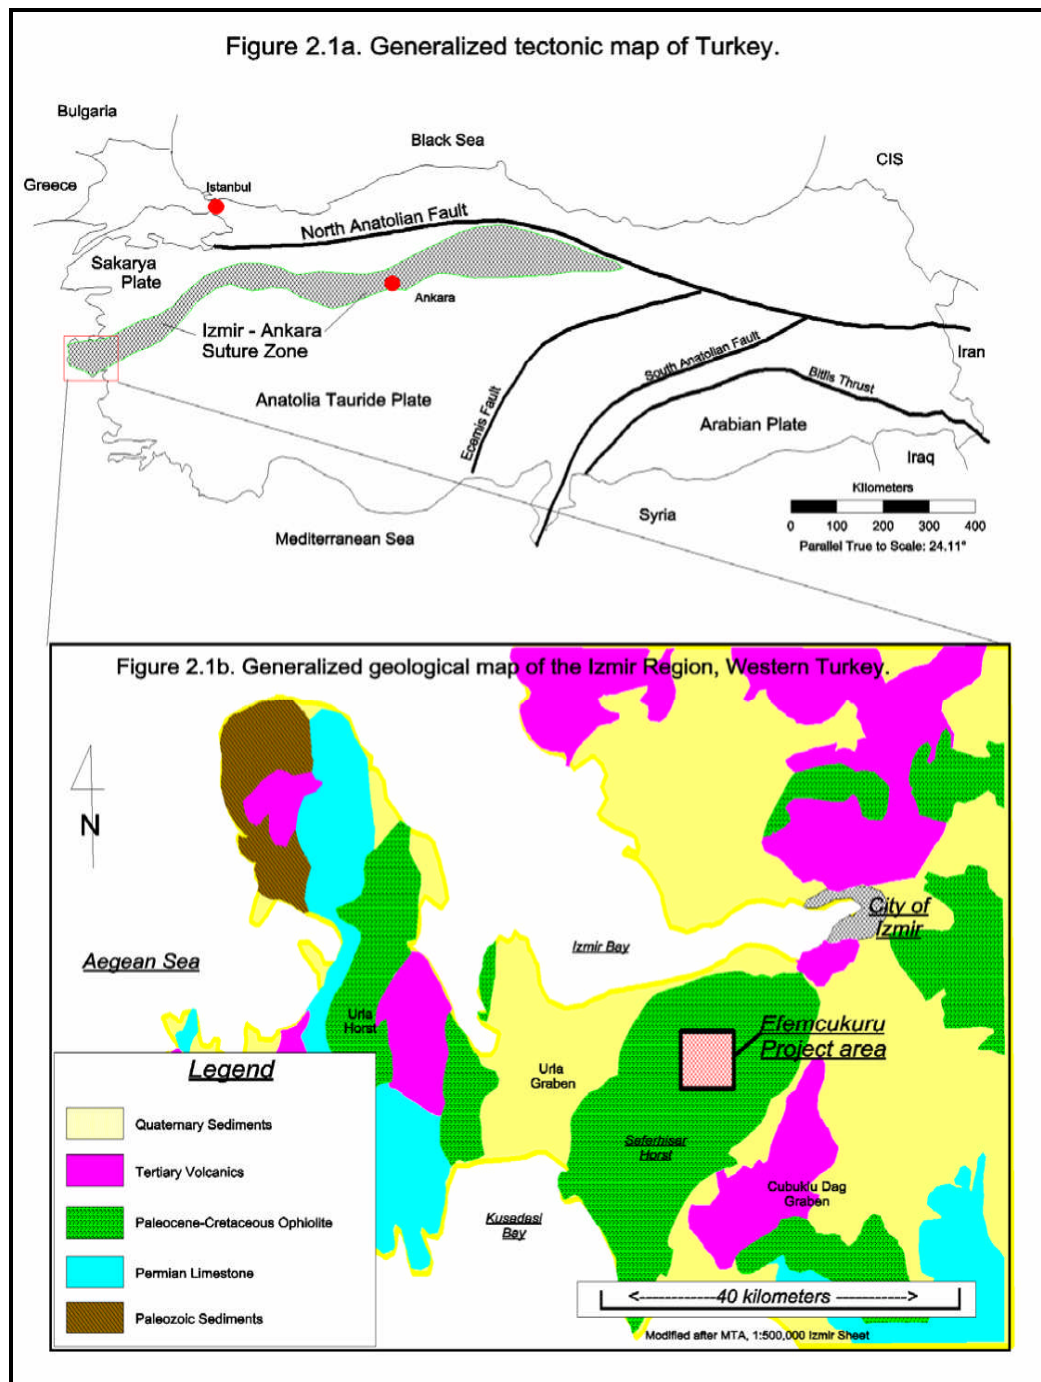 Figure 2.1a. Generalized tectonic map of Turkey.
Bulgaria
Black Sea
CIS
Greece
Istanbul
North Anatolian Fault
Sakarya
Plate
Ankara
Izmir - Ankara
Suture Zone
South Anatolian Fault
Iran
Bitlis Thrust
Anatolia Tauride Plate
Ecemis Fault
Arabian Plate
Iraq
Kilometers
0 100 200 300 400
Parallel True to Scale: 24.11°
Syria
Mediterranean Sea
Figure 2.1b. Generalized geological map of the Izmir Region, Western Turkey.
N
City of
Izmir
Izmir Bay
Aegean Sea
Urla
Horst
Efemcukuru
Project area
Urla
Graben
Seferhisar
Horst
Cubuklu Dag
Graben
Kusadasi
Bay
Legend
Quaternary Sediments
Tertiary Volcanics
Paleocene-Cretaceous Ophiolite
Permian Limestone
Paleozoic Sediments
<------------40 kilometers ----------->
Modified after MTA, 1:500,000 Izmir Sheet